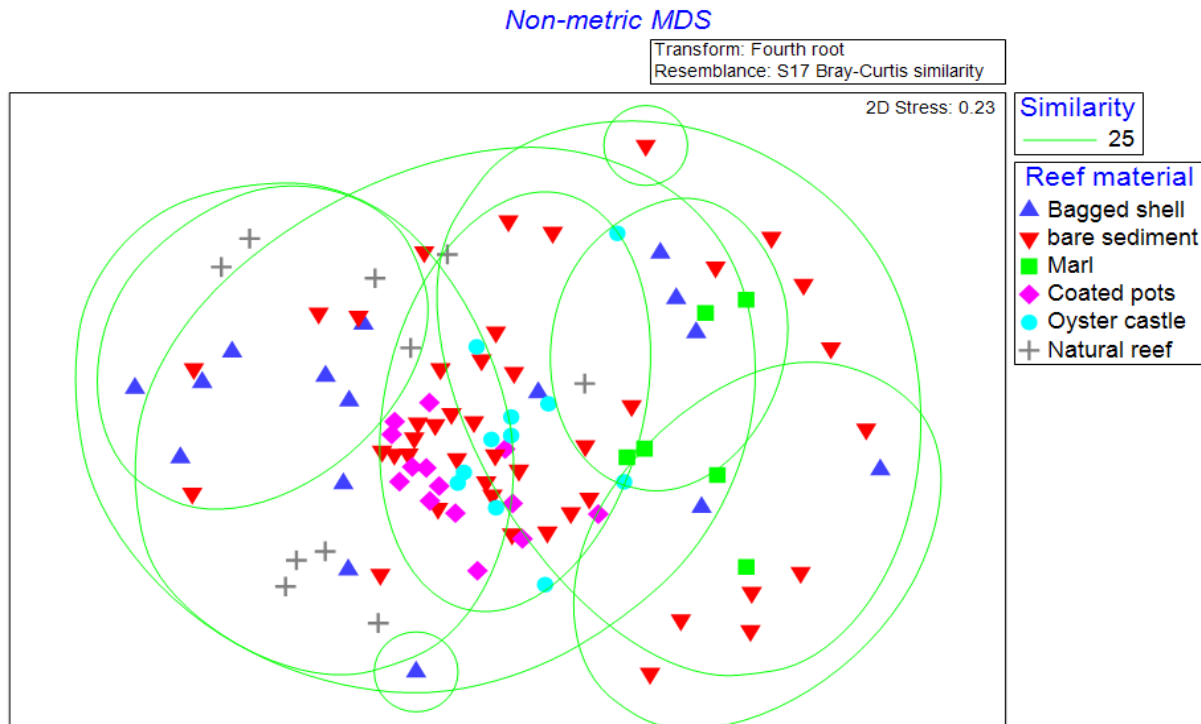 Non-metric MDS
Transform: Fourth root
Resemblance: S17 Bray-Curtis similarity
2D Stress: 0.23
Similarity
25
Reef material
Bagged shell
bare sediment
Marl
Coated pots
Oyster castle
Natural reef